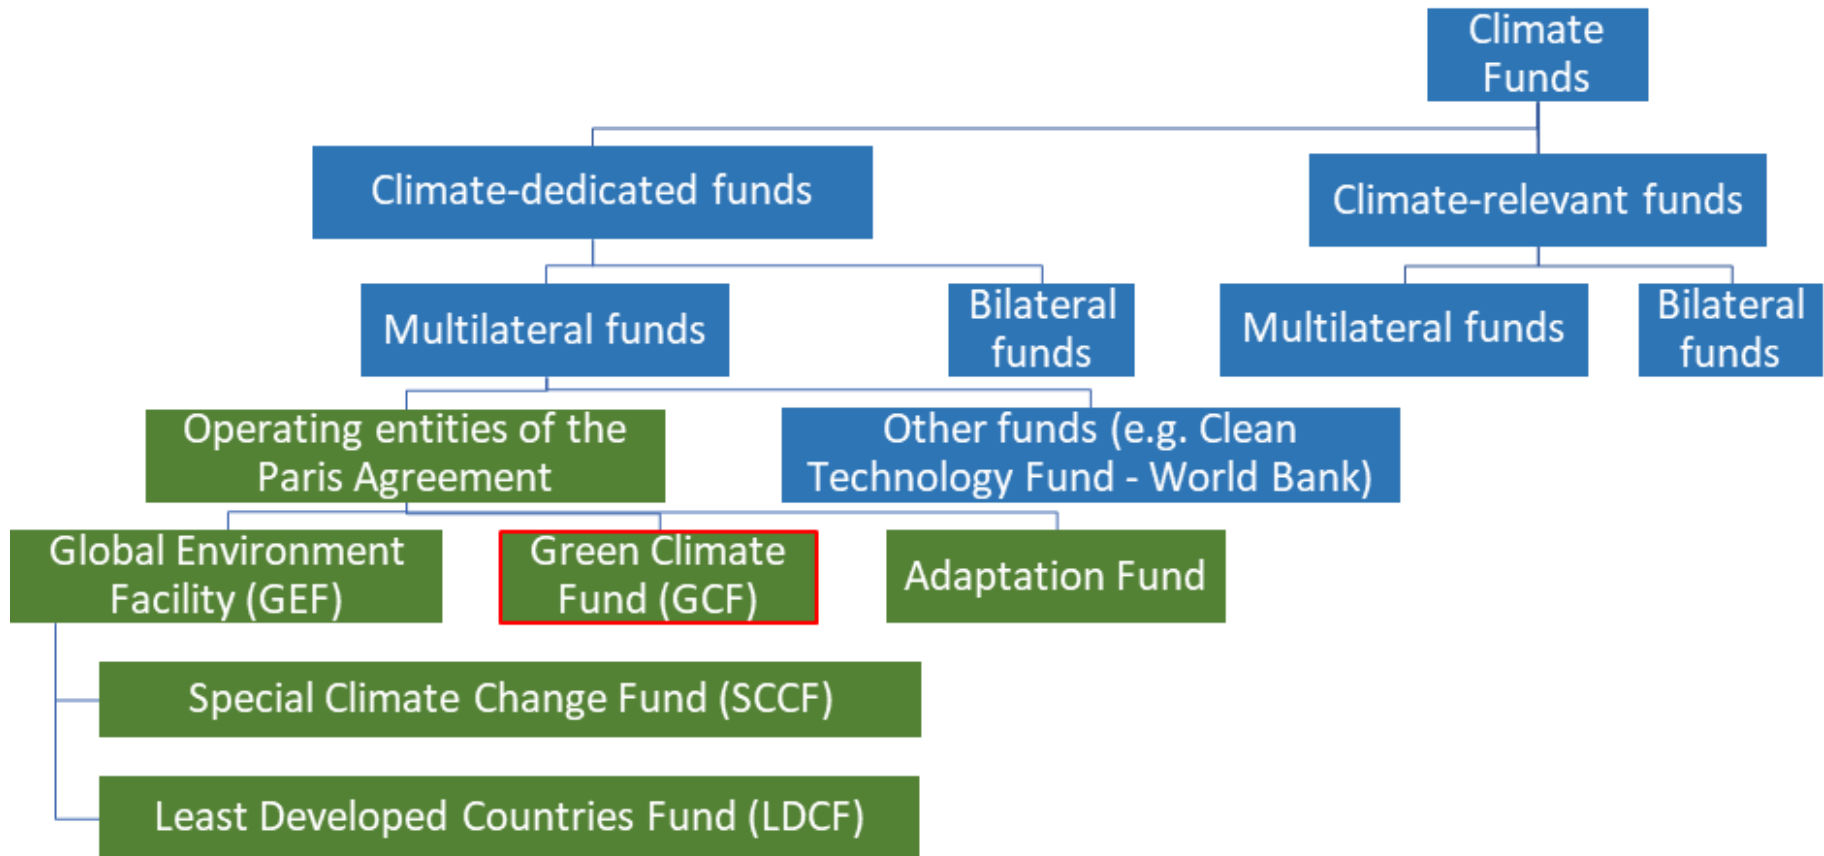 Climate
Funds
Climate-dedicated funds
Climate-relevant funds
Multilateral funds
Bilateral
funds
Multilateral funds
Bilateral
funds
Operating entities of the
Paris Agreement
Other funds (e.g. Clean
Technology Fund - World Bank)
Global Environment
Facility (GEF)
Green Climate
Fund (GCF)
Adaptation Fund
Special Climate Change Fund (SCCF)
Least Developed Countries Fund (LDCF)